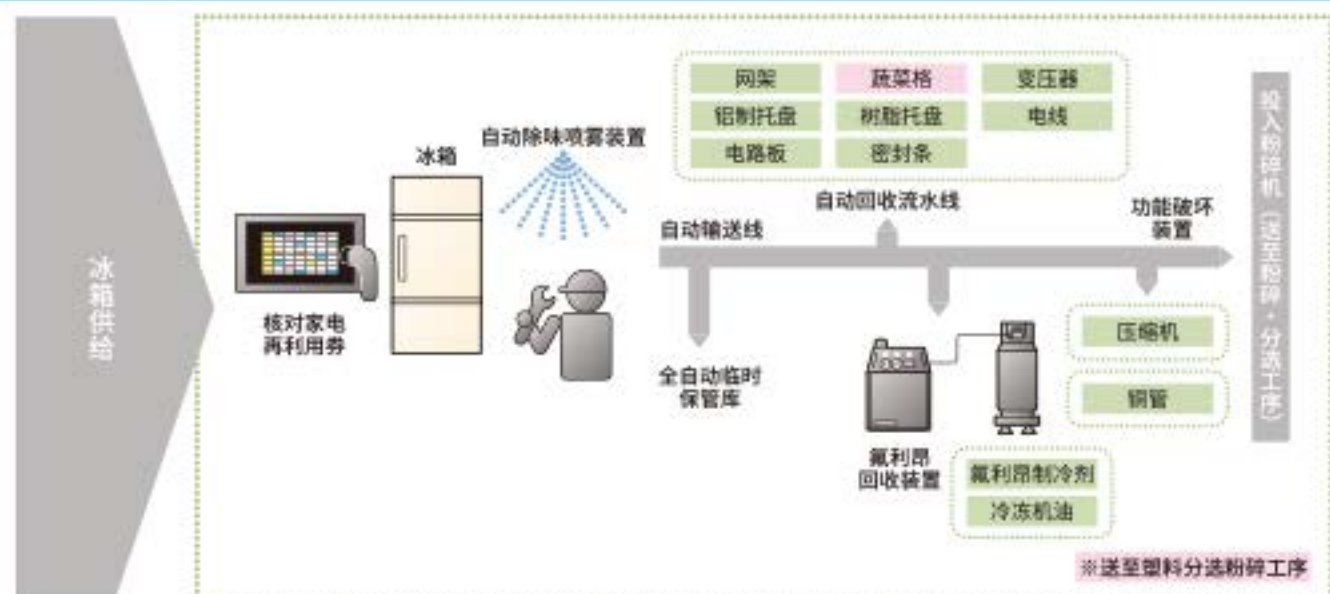 冰箱供给
核对家电
再利用券
冰箱
自动除味喷雾装置
网架
蔬菜格
变压器
铝制托盘
树脂托盘
电线
电路板
密封条
自动输送线
自动回收流水线
功能破坏
装置
全自动临时
保管库
氟利昂
回收装置
氟利昂制冷剂
冷冻机油
压缩机
铜管
投入粉碎机（送至粉碎・分选工序）
※送至塑料分选粉碎工序